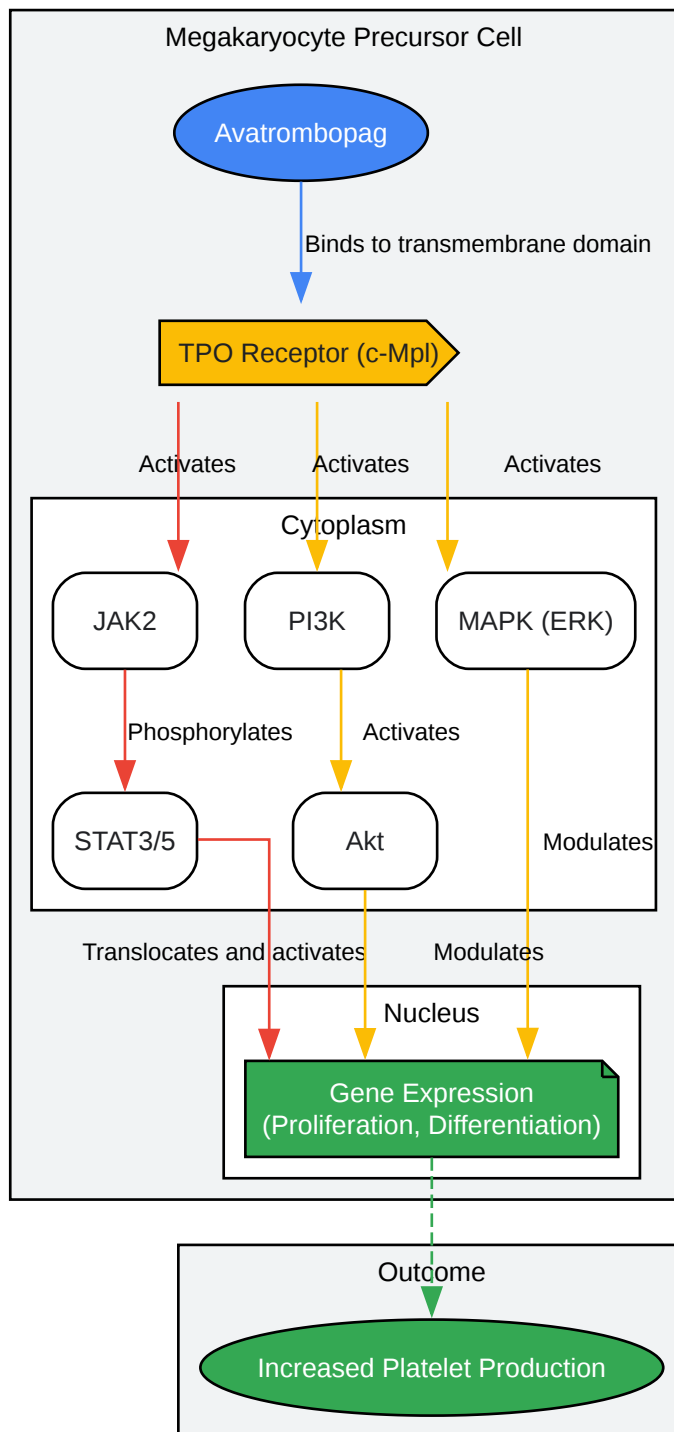 Megakaryocyte Precursor Cell
Avatrombopag
Binds to transmembrane domain
TPO Receptor (c-Mpl)
Activates
Activates
Activates
Cytoplasm
JAK2
PI3K
MAPK (ERK)
Phosphorylates
Activates
STAT3/5
Akt
Modulates
Translocates and activates
Modulates
Nucleus
Gene Expression
(Proliferation, Differentiation)
Outcome
Increased Platelet Production